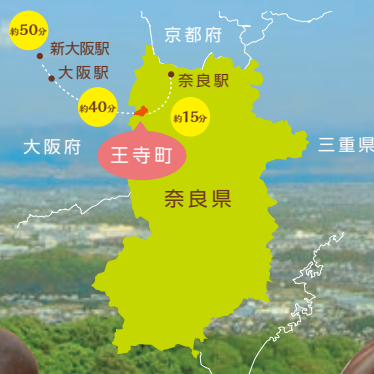 約50分
新大阪駅
大阪駅
京都府
奈良駅
約40分
約15分
大阪府
王寺町
三重県
奈良県